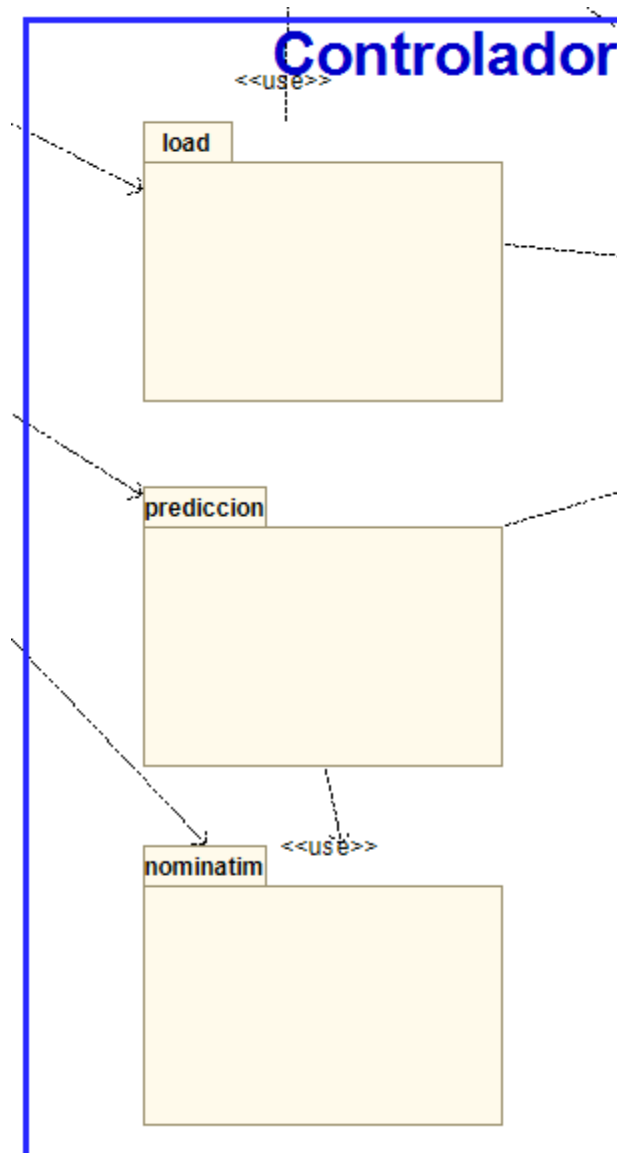 Controlador
<<use>>
load
prediccion
<<use>>
nominatim